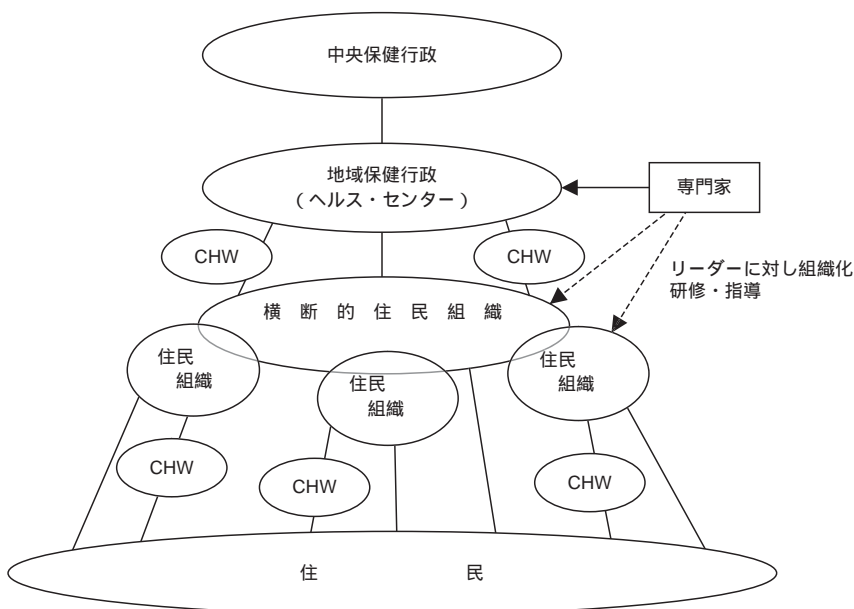 中央保健行政
地域保健行政
(ヘルス・センター)
専門家
CHW
CHW
リーダーに対し組織化
研修・指導
横断的住民組織
住民
組織
住民
組織
住民
組織
CHW
CHW
CHW
住民